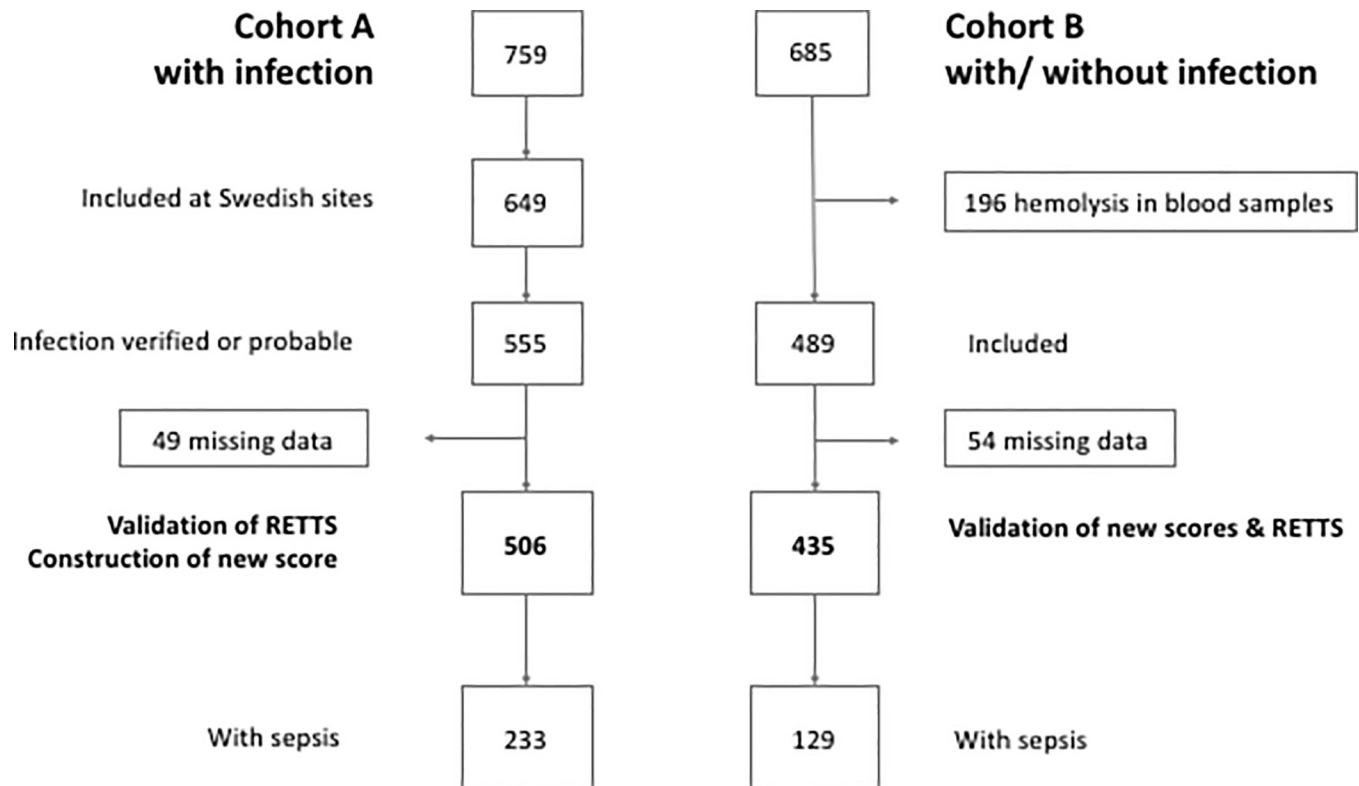 Cohort A
with infection
759
Included at Swedish sites
649
Infection verified or probable
555
49 missing data
Validation of RETTS
Construction of new score
506
With sepsis
233
Cohort B
with/ without infection
685
196 hemolysis in blood samples
489
Included
54 missing data
435
Validation of new scores & RETTS
129
With sepsis